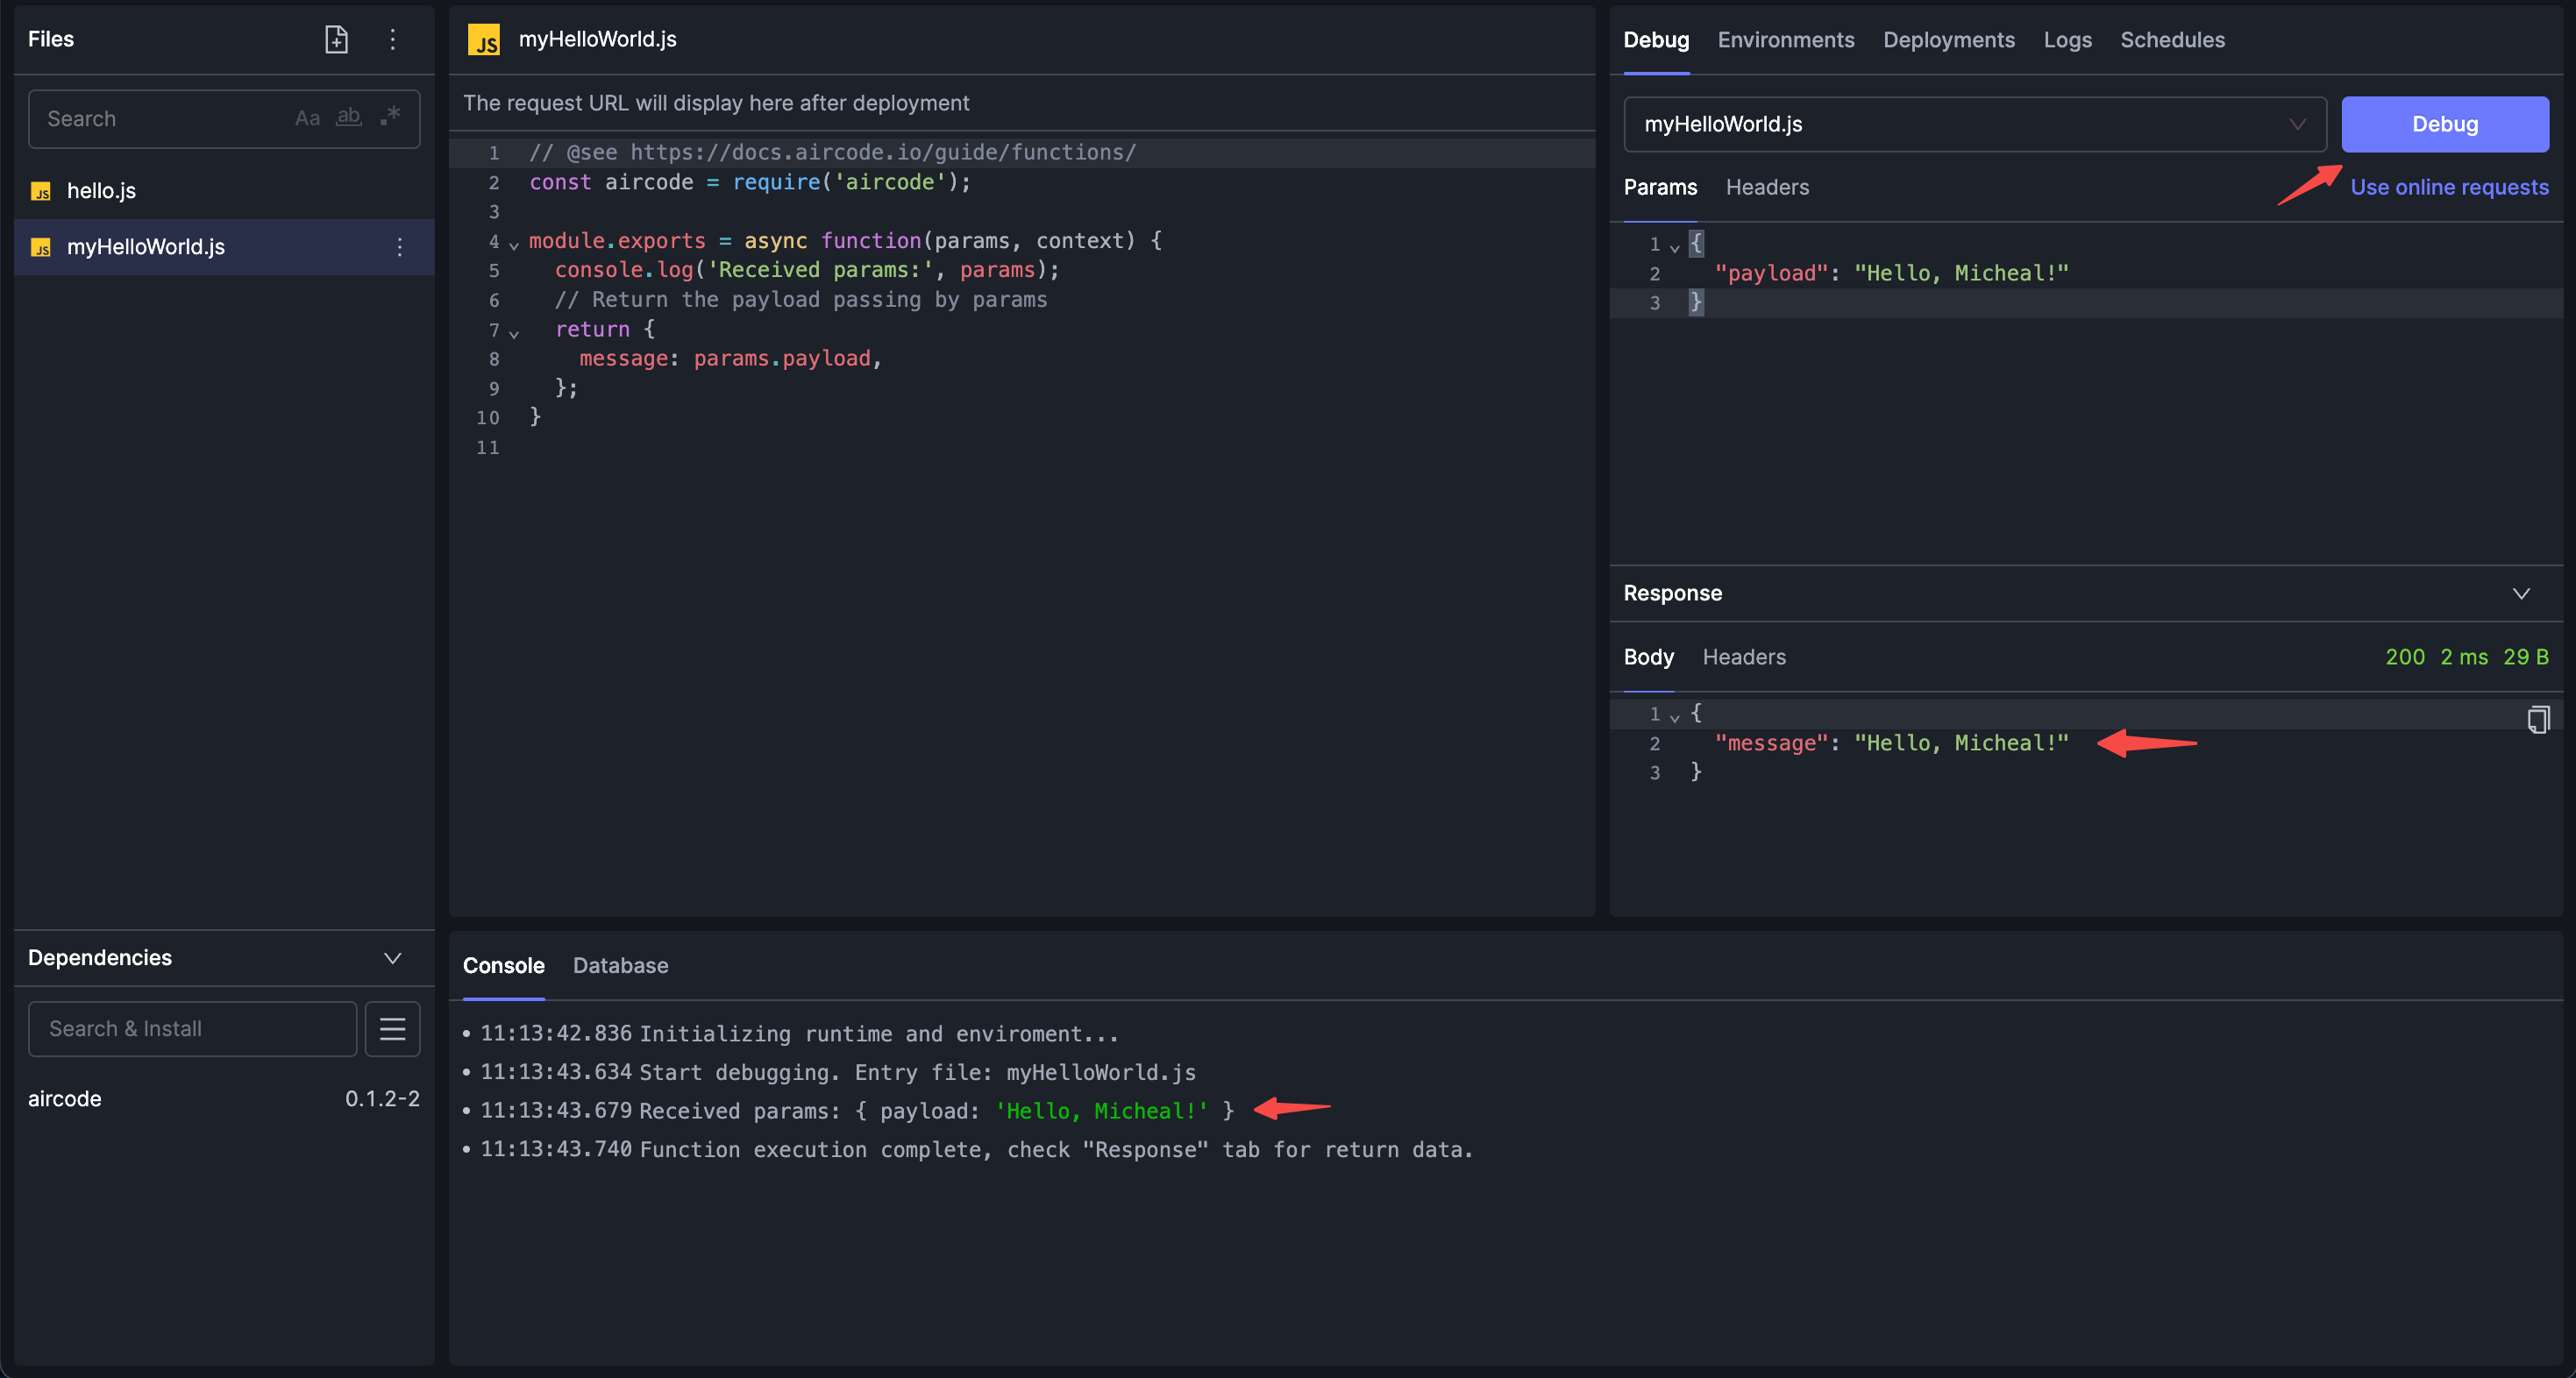 Files
Search Aa ab .*
JS hello.js
JS myHelloWorld.js
Dependencies
Search & Install
aircode 0.1.2-2
JS myHelloWorld.js
The request URL will display here after deployment
1 // @see https://docs.aircode.io/guide/functions/
2 const aircode = require('aircode');
3
4 module.exports = async function(params, context) {
5 console.log('Received params:', params);
6 // Return the payload passing by params
7 return {
8 message: params.payload,
9 };
10 }
11
Debug Environments Deployments Logs Schedules
myHelloWorld.js Debug
Params Headers Use online requests
1 {
2 "payload": "Hello, Micheal!"
3 }
Response
Body Headers 200 2 ms 29 B
1 {
2 "message": "Hello, Micheal!"
3 }
Console Database
• 11:13:42.836 Initializing runtime and enviroment...
• 11:13:43.634 Start debugging. Entry file: myHelloWorld.js
• 11:13:43.679 Received params: { payload: 'Hello, Micheal!' }
• 11:13:43.740 Function execution complete, check "Response" tab for return data.